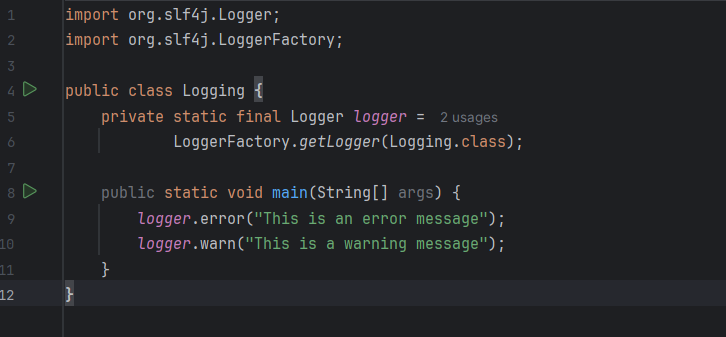 1 import org.slf4j.Logger;
2 import org.slf4j.LoggerFactory;
3
4 public class Logging {
5 private static final Logger logger = 2 usages
6 LoggerFactory.getLogger(Logging.class);
7
8 public static void main(String[] args) {
9 logger.error("This is an error message");
10 logger.warn("This is a warning message");
11 }
12 }